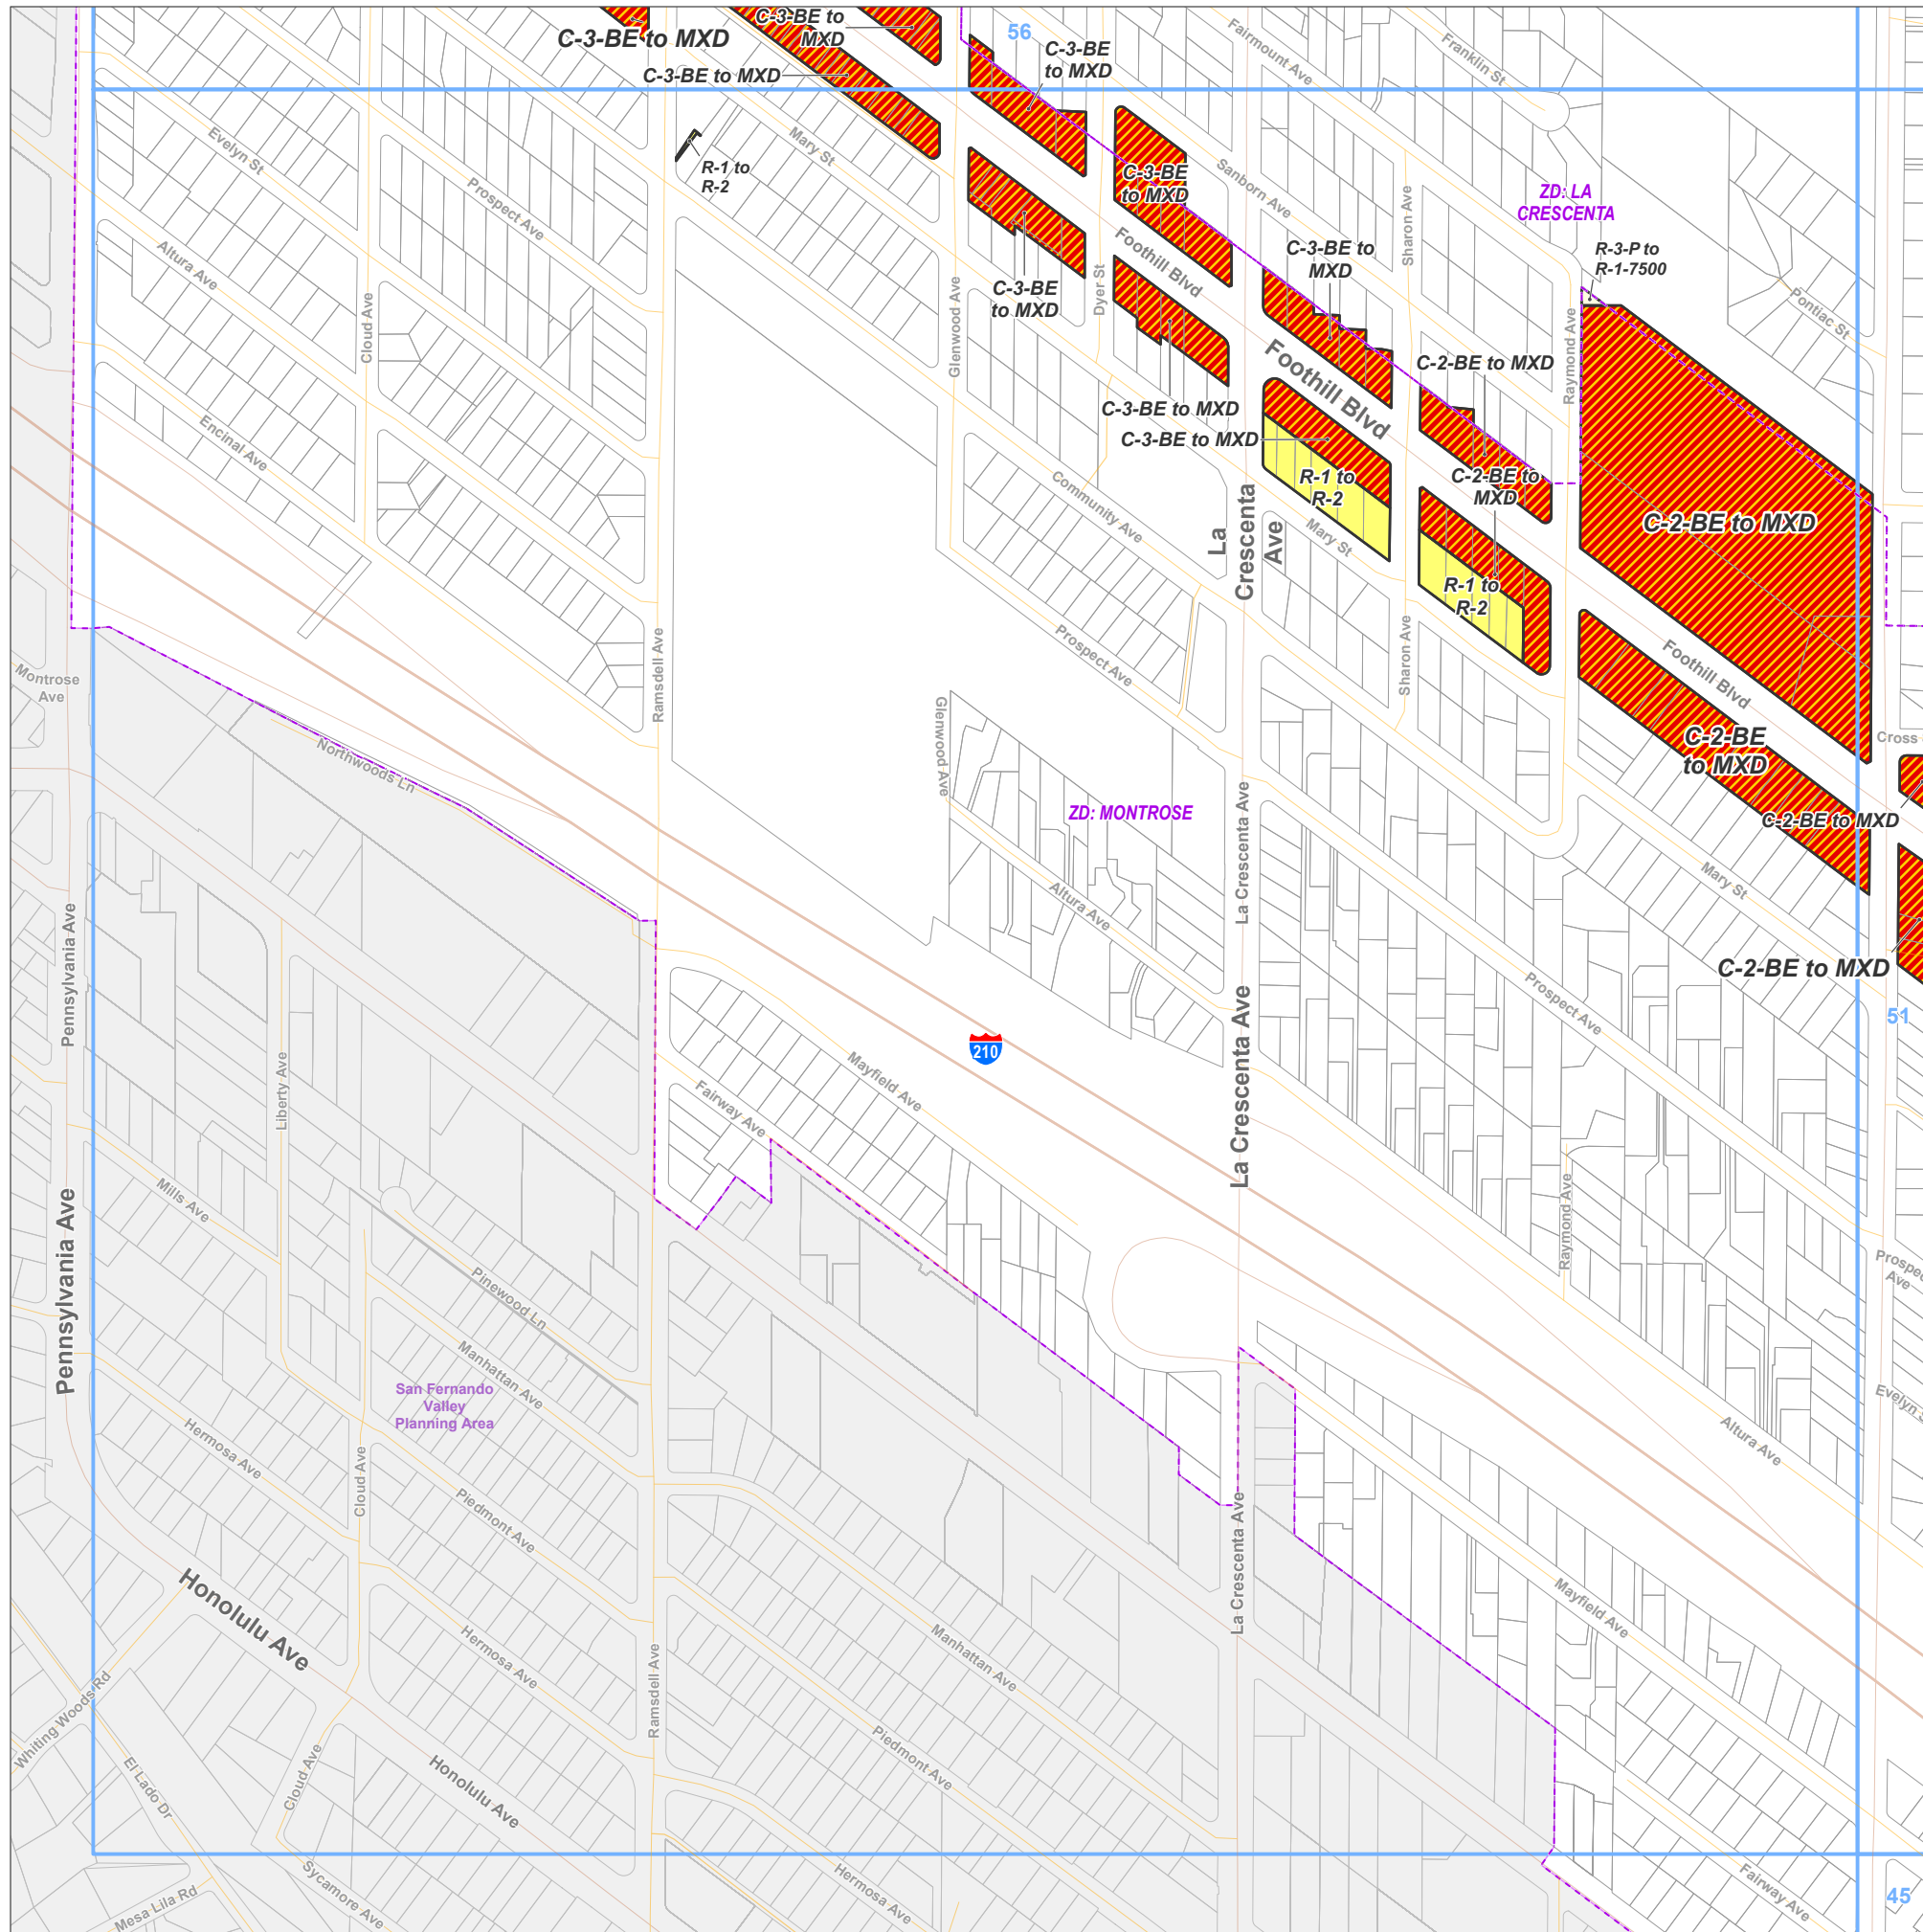 C-3-BE to
MXD
C-3-BE to MXD
C-3-BE to MXD
56
C-3-BE
to MXD
Fairmount Ave
Franklin St
Evelyn St
Mary St
R-1 to
R-2
Prospect Ave
C-3-BE
to MXD
Sanborn Ave
ZD: LA
CRESCENTA
Sharon Ave
Altura Ave
Foothill Blvd
C-3-BE to
MXD
R-3-P to
R-1-7500
Cloud Ave
Glenwood Ave
Dyer St
C-3-BE
to MXD
Pontiac St
Raymond Ave
Foothill Blvd
C-2-BE to MXD
C-3-BE to MXD
C-3-BE to MXD
Encinal Ave
R-1 to
R-2
C-2-BE to
MXD
Community Ave
La
Crescenta
Ave
Mary St
C-2-BE to MXD
R-1 to
R-2
Montrose
Ave
Ramsdell Ave
Prospect Ave
Sharon Ave
Foothill Blvd
Northwoods Ln
Glenwood Ave
C-2-BE
to MXD
Cross
ZD: MONTROSE
La Crescenta Ave
C-2-BE to MXD
Altura Ave
Mary St
Pennsylvania Ave
C-2-BE to MXD
Prospect Ave
51
210
La Crescenta Ave
Liberty Ave
Mayfield Ave
Fairway Ave
Mills Ave
Raymond Ave
Pennsylvania Ave
Pinewood Ln
Prospec
Ave
Manhattan Ave
San Fernando
Valley
Planning Area
Evelyn S
Altura Ave
Hermosa Ave
Cloud Ave
Piedmont Ave
La Crescenta Ave
Honolulu Ave
Mayfield Ave
Hermosa Ave
Manhattan Ave
Ramsdell Ave
Whiting Woods Rd
Piedmont Ave
El Lado Dr
Cloud Ave
Honolulu Ave
Sycamore Ave
Mesa Lila Rd
Hermosa Ave
Fairway Ave
45